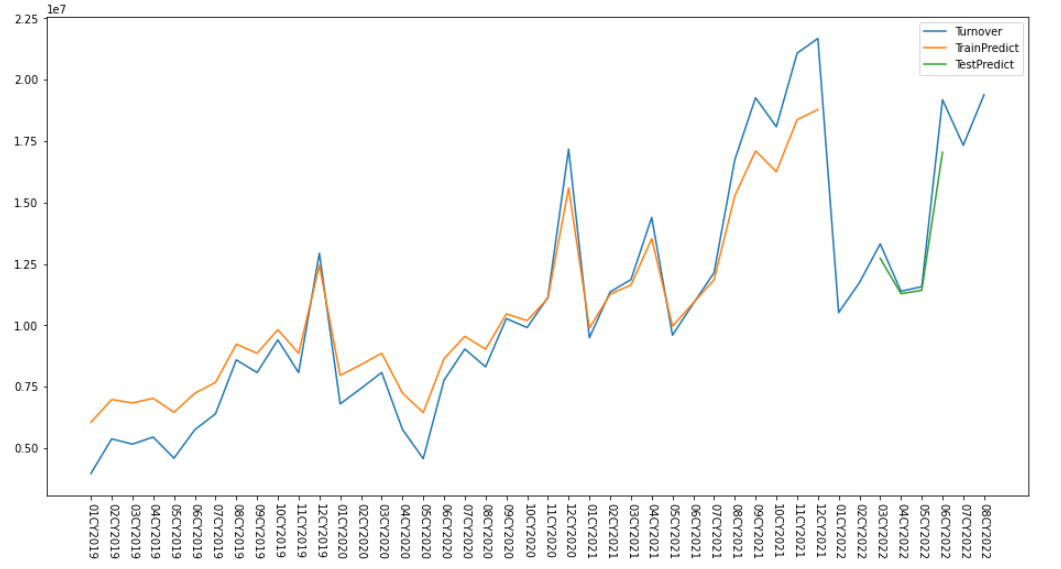 1e7
2.25
2.00
1.75
1.50
1.25
1.00
0.75
0.50
Turnover
TrainPredict
TestPredict
01CY2019
02CY2019
03CY2019
04CY2019
05CY2019
06CY2019
07CY2019
08CY2019
09CY2019
10CY2019
11CY2019
12CY2019
01CY2020
02CY2020
03CY2020
04CY2020
05CY2020
06CY2020
07CY2020
08CY2020
09CY2020
10CY2020
11CY2020
12CY2020
01CY2021
02CY2021
03CY2021
04CY2021
05CY2021
06CY2021
07CY2021
08CY2021
09CY2021
10CY2021
11CY2021
12CY2021
01CY2022
02CY2022
03CY2022
04CY2022
05CY2022
06CY2022
07CY2022
08CY2022